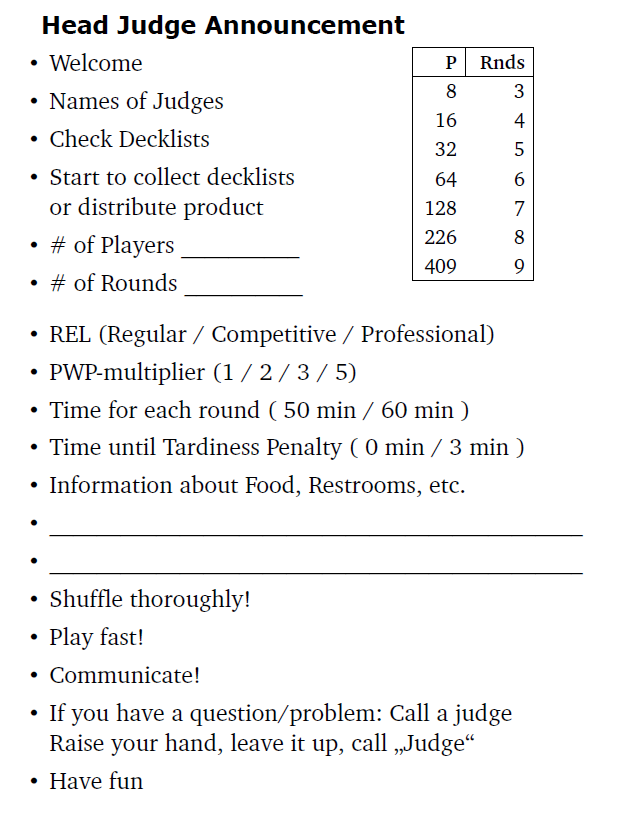 Head Judge Announcement
• Welcome
• Names of Judges
• Check Decklists
• Start to collect decklists
or distribute product
• # of Players __________
• # of Rounds __________
P Rnds
8 3
16 4
32 5
64 6
128 7
226 8
409 9
• REL (Regular / Competitive / Professional)
• PWP-multiplier (1 / 2 / 3 / 5)
• Time for each round ( 50 min / 60 min )
• Time until Tardiness Penalty ( 0 min / 3 min )
• Information about Food, Restrooms, etc.
• _____________________________________________
• _____________________________________________
• Shuffle thoroughly!
• Play fast!
• Communicate!
• If you have a question/problem: Call a judge
Raise your hand, leave it up, call „Judge“
• Have fun